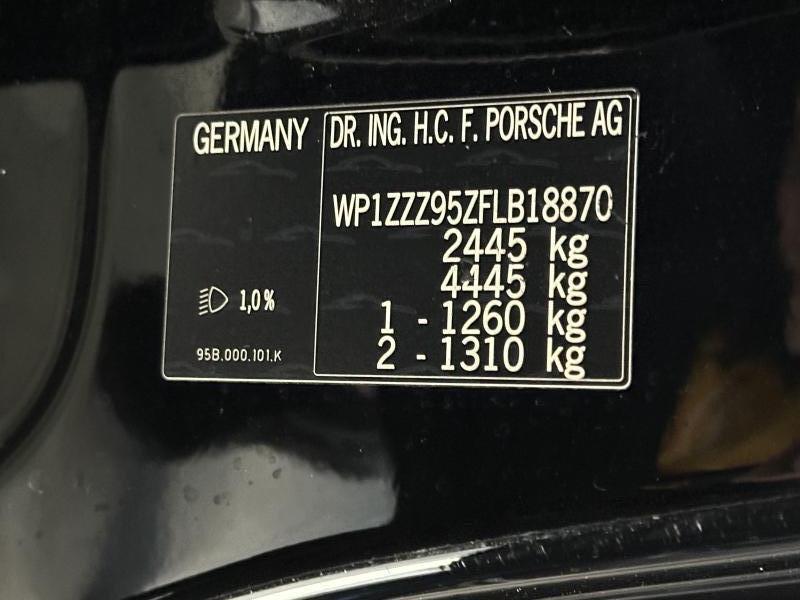 GERMANY
DR. ING. H.C. F. PORSCHE AG
WP1ZZZ95ZFLB18870
2445 kg
4445 kg
1 - 1260 kg
2 - 1310 kg
1,0%
95B.000.101.K